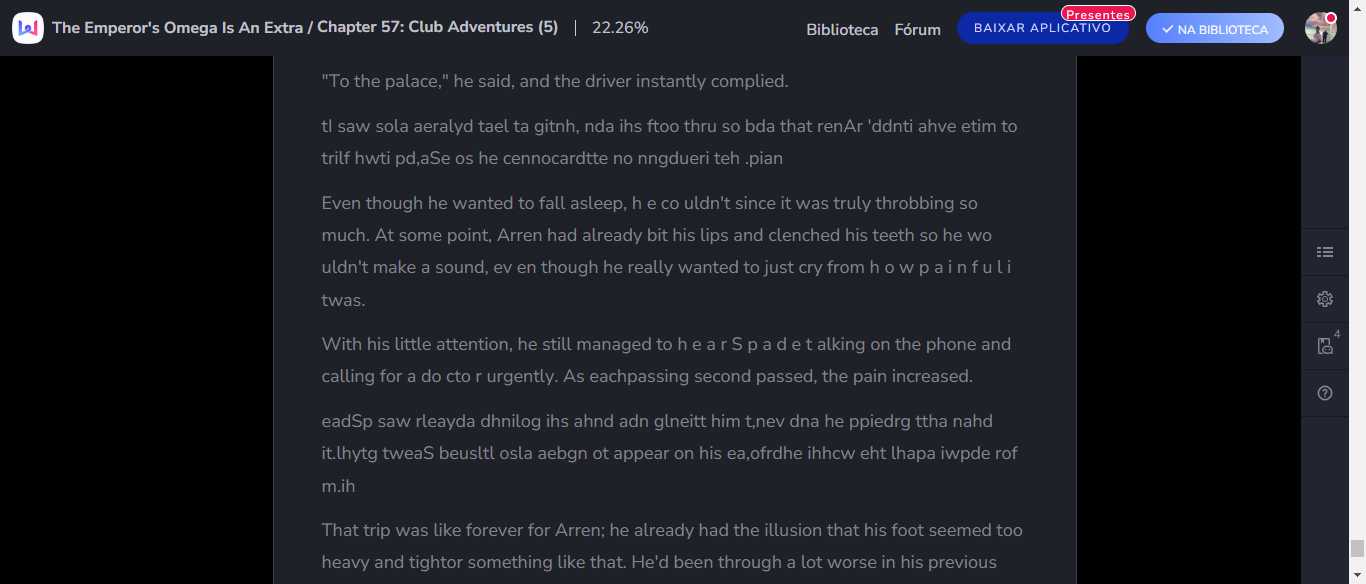 The Emperor's Omega Is An Extra / Chapter 57: Club Adventures (5) | 22.26%
Biblioteca Fórum BAIXAR APLICATIVO Presentes NA BIBLIOTECA
"To the palace," he said, and the driver instantly complied.
tI saw sola aeralyd tael ta gitnh, nda ihs ftoo thru so bda that renAr 'ddnti ahve etim to
trilf hwti pd,aSe os he cennocardtte no nngdueri teh .pian
Even though he wanted to fall asleep, h e co uldn't since it was truly throbbing so
much. At some point, Arren had already bit his lips and clenched his teeth so he wo
uldn't make a sound, ev en though he really wanted to just cry from h o w p a i n f u l i
twas.
With his little attention, he still managed to h e a r S p a d e t alking on the phone and
calling for a do cto r urgently. As eachpassing second passed, the pain increased.
eadSp saw rleayda dhnilog ihs ahnd adn glneitt him t,nev dna he ppiedrg ttha nahd
it.lhytg tweaS beusltl osla aebgn ot appear on his ea,ofrdhe ihhcw eht lhapa iwpde rof
m.ih
That trip was like forever for Arren; he already had the illusion that his foot seemed too
heavy and tightor something like that. He'd been through a lot worse in his previous
4